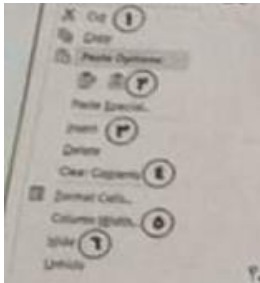 Cut ١
Copy
Paste Options:
٢
Paste Special...
Insert ٣
Delete
Clear Contents ٤
Format Cells...
Column Width... ٥
Hide ٦
Unhide